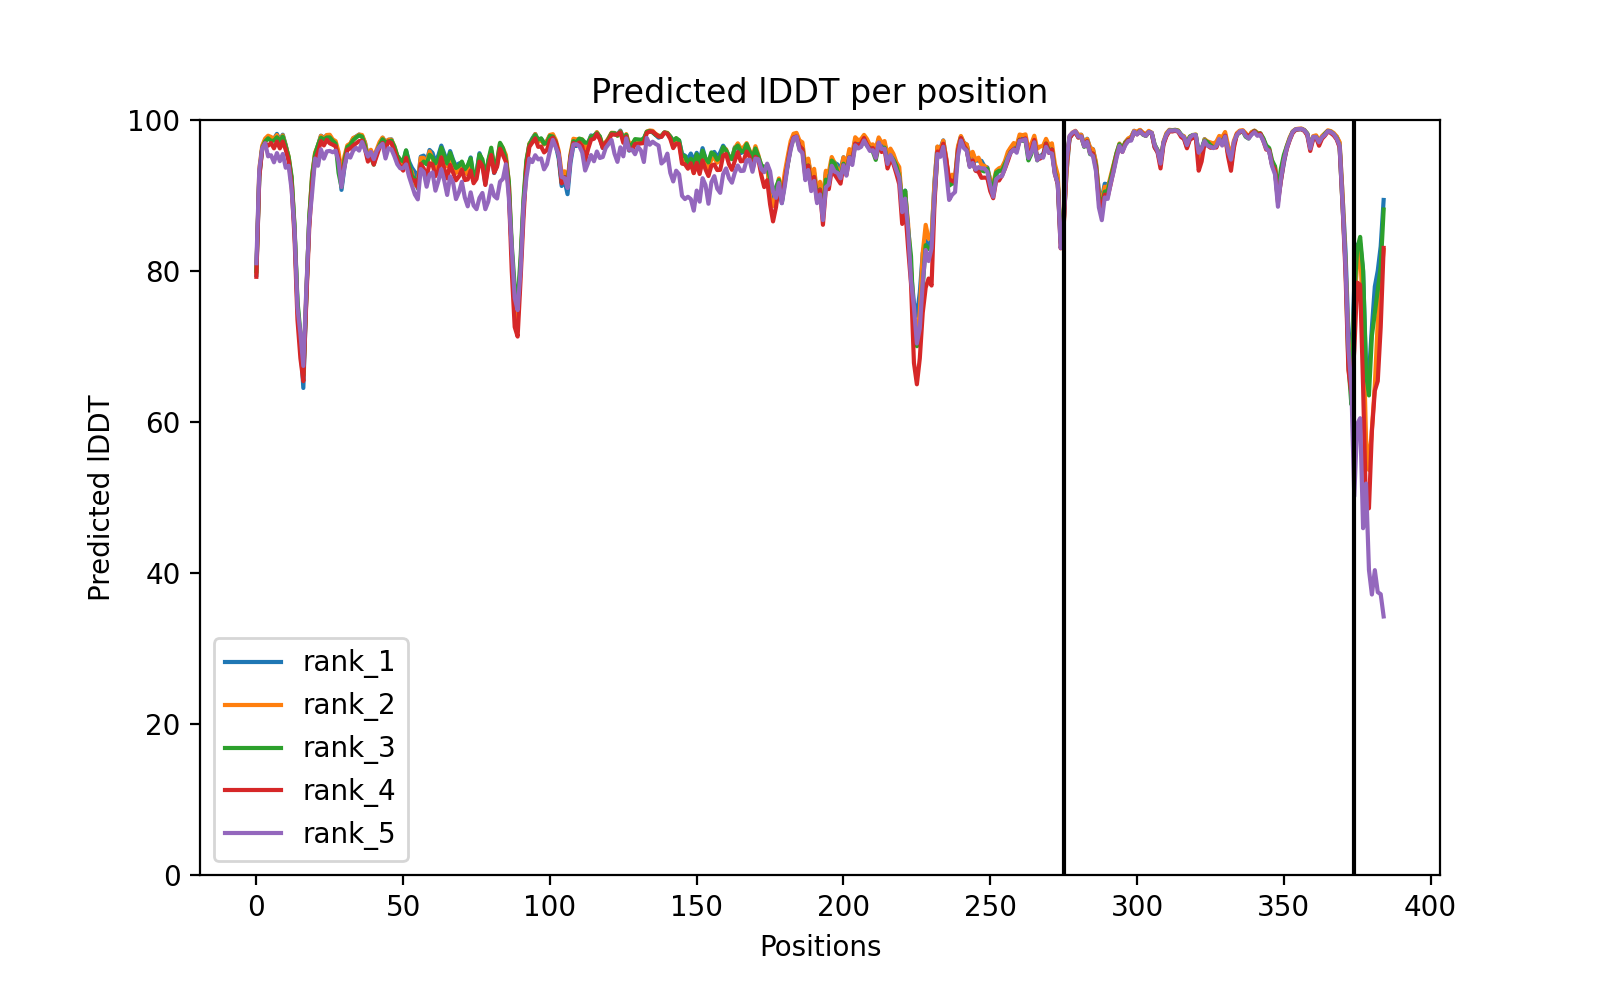 Predicted lDDT per position
100
80
60
40
20
0
Predicted lDDT
rank_1
rank_2
rank_3
rank_4
rank_5
0 50 100 150 200 250 300 350 400
Positions